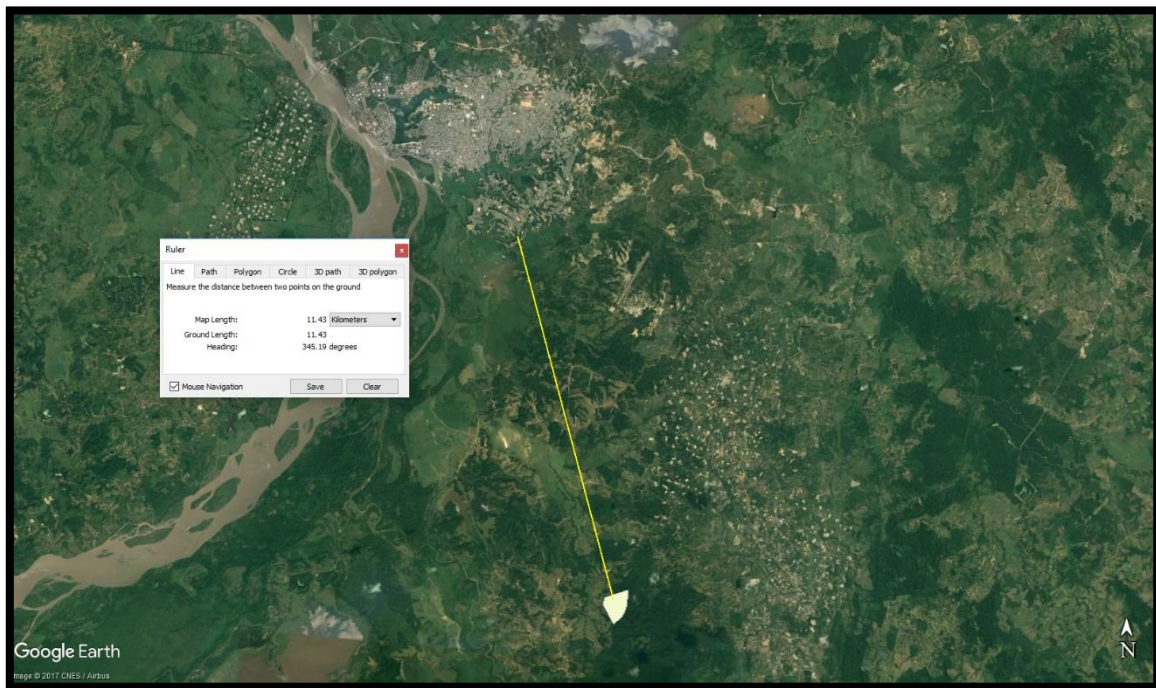 Ruler
x
Line Path Polygon Circle 3D path 3D polygon
Measure the distance between two points on the ground
Map Length: 11.43 Kilometers
Ground Length: 11.43
Heading: 345.19 degrees
Mouse Navigation Save Clear
N
Google Earth
Image © 2017 CNES / Airbus